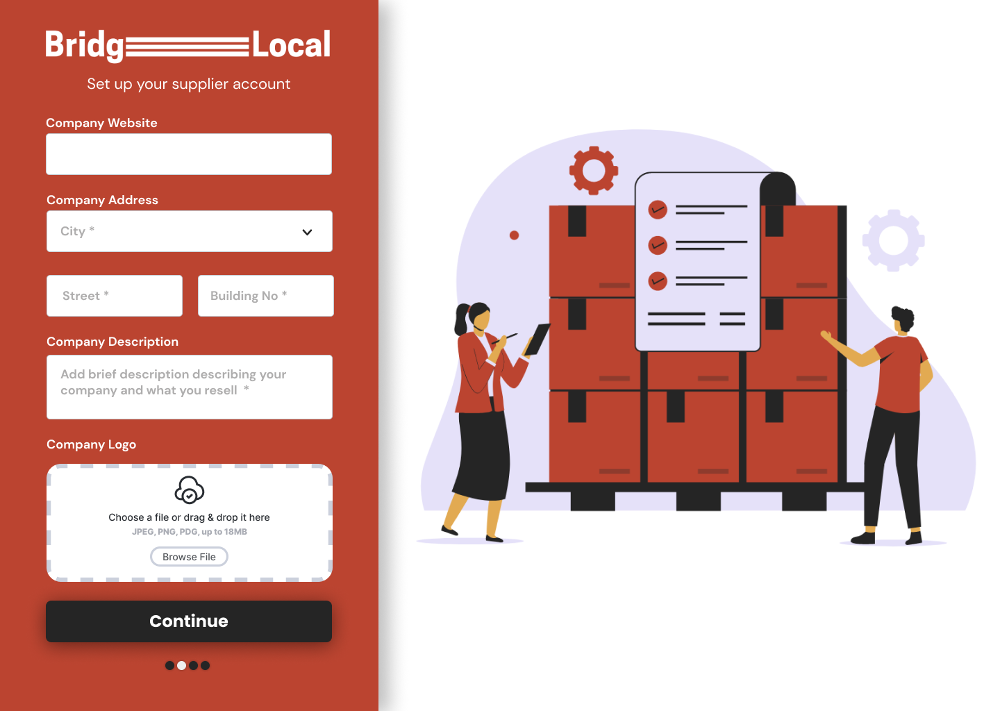 Bridg Local
Set up your supplier account
Company Website
Company Address
City *
Street * Building No *
Company Description
Add brief description describing your
company and what you resell *
Company Logo
Choose a file or drag & drop it here
JPEG, PNG, PDG, up to 18MB
Browse File
Continue